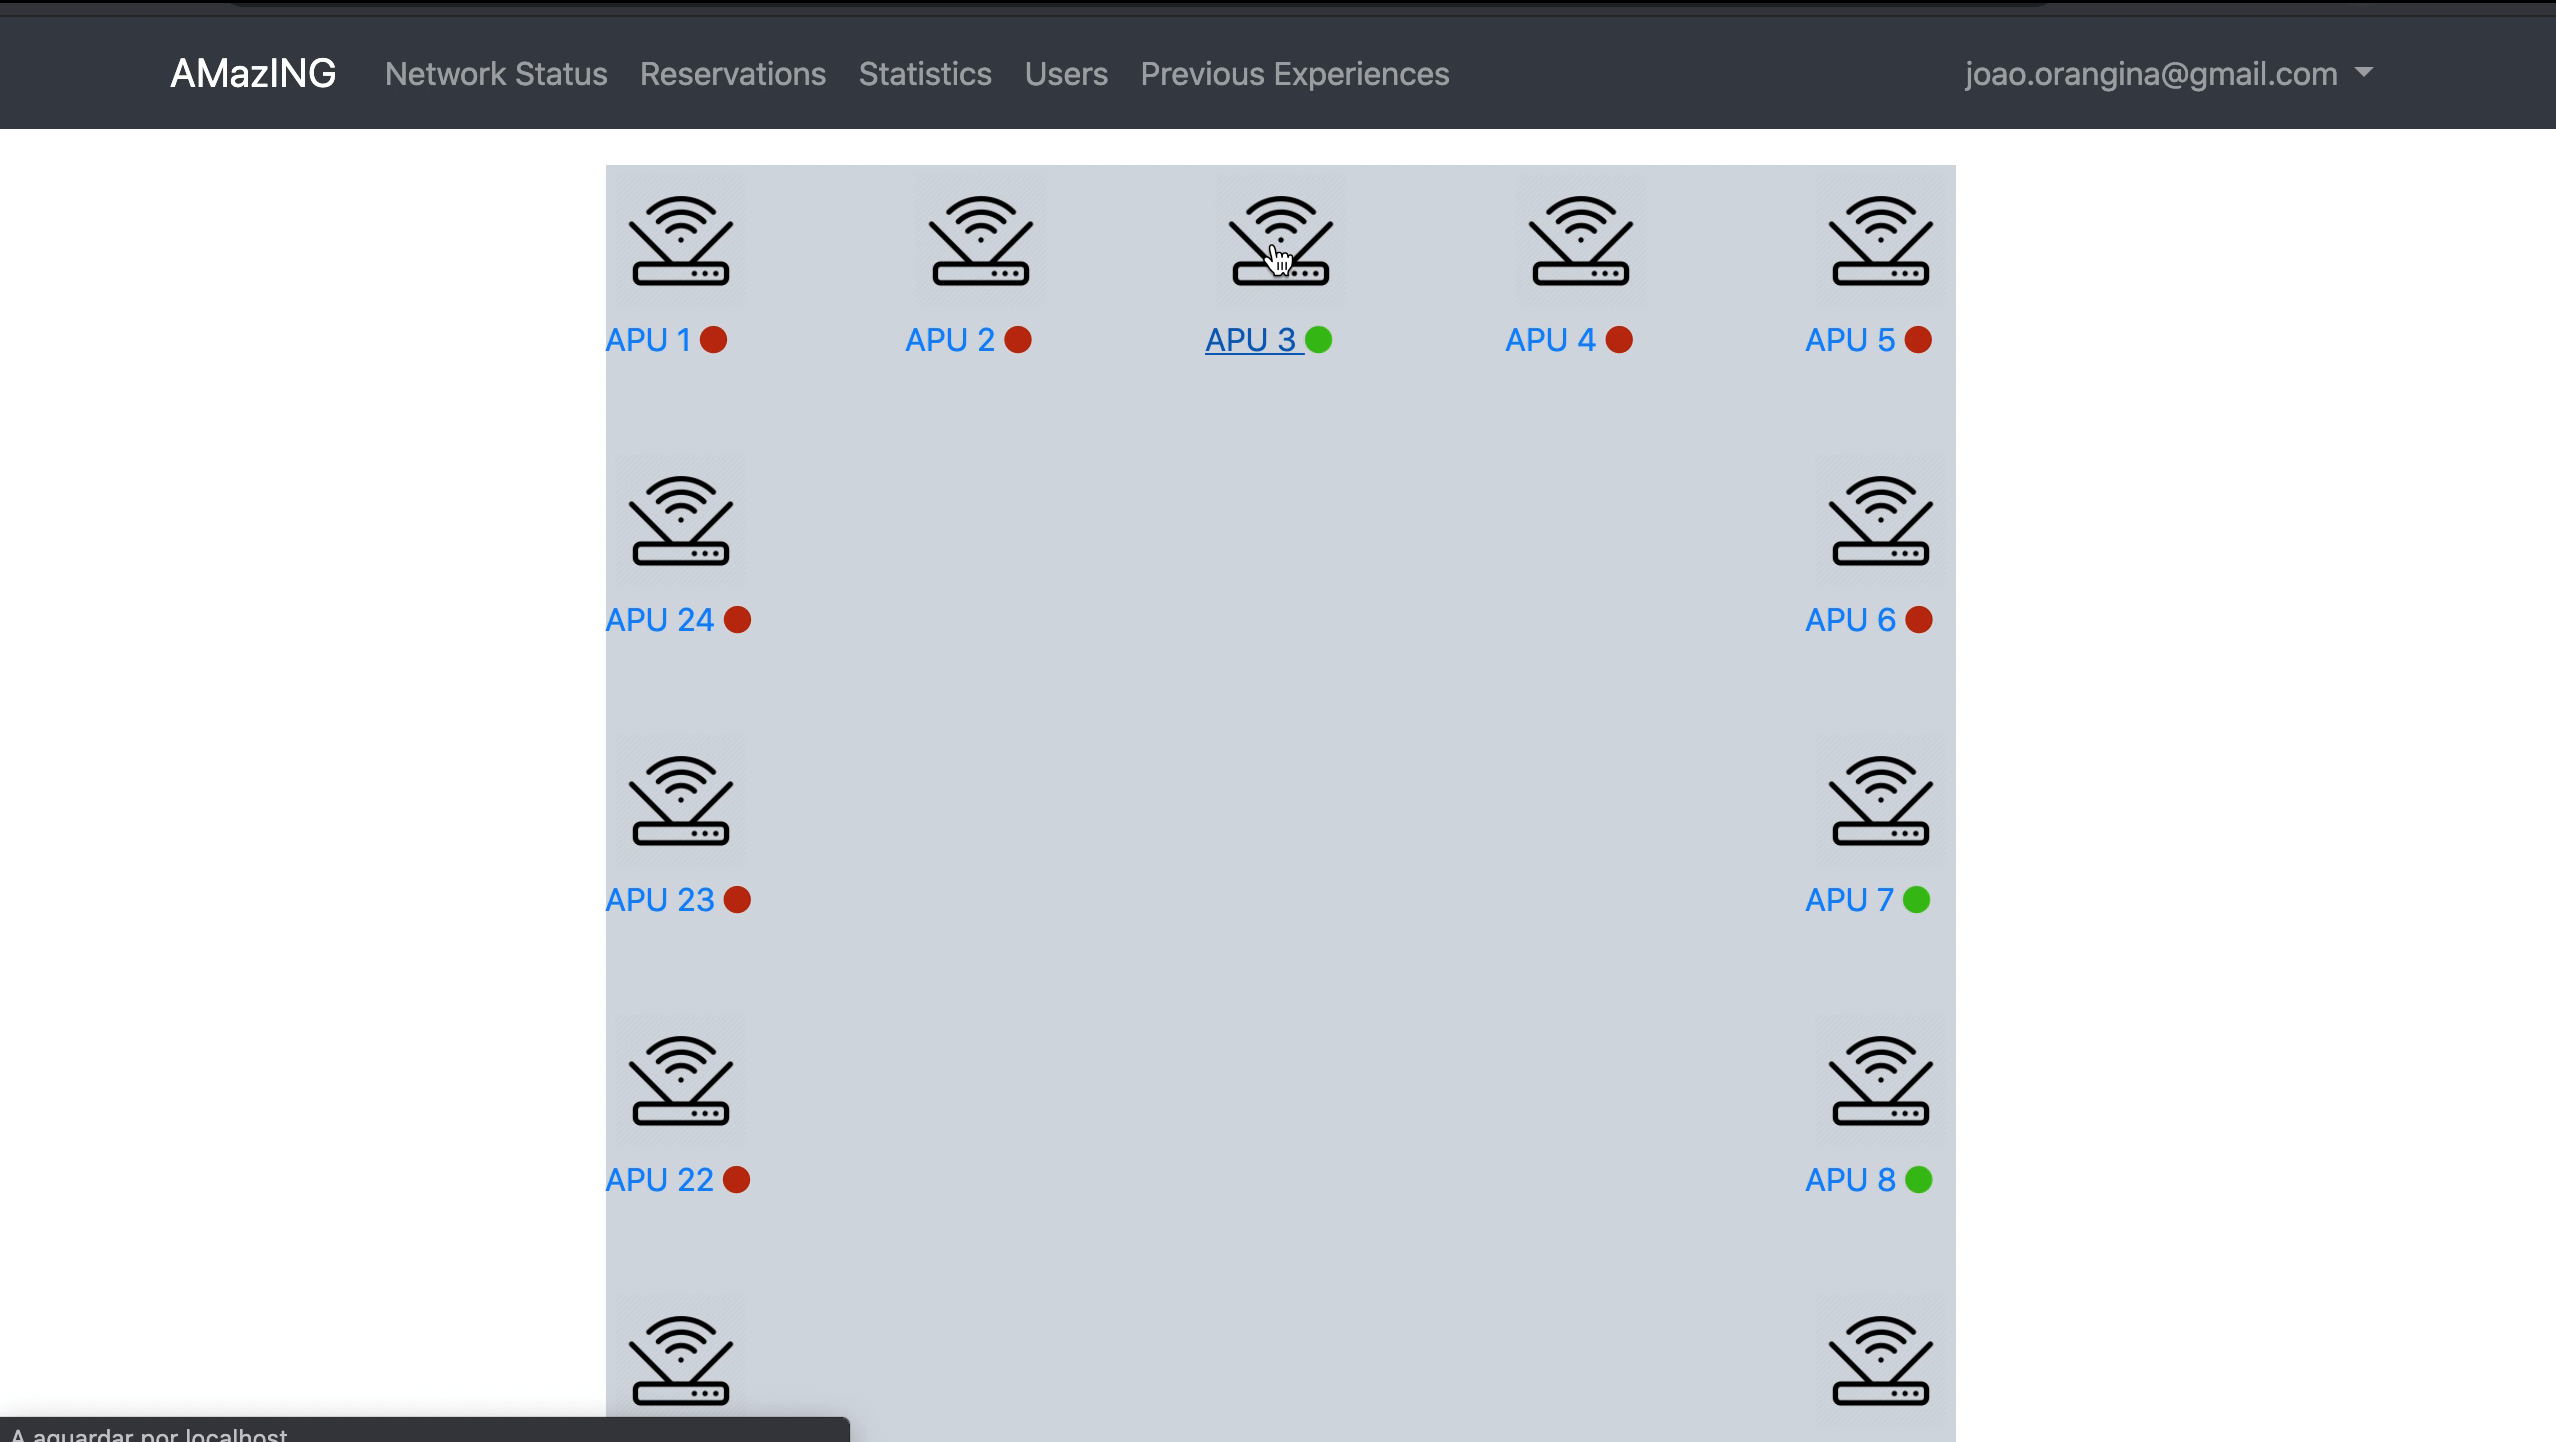 AMazING Network Status Reservations Statistics Users Previous Experiences joao.orangina@gmail.com
APU 1 APU 2 APU 3 APU 4 APU 5
APU 24 APU 6
APU 23 APU 7
APU 22 APU 8
A aguardar por localhost